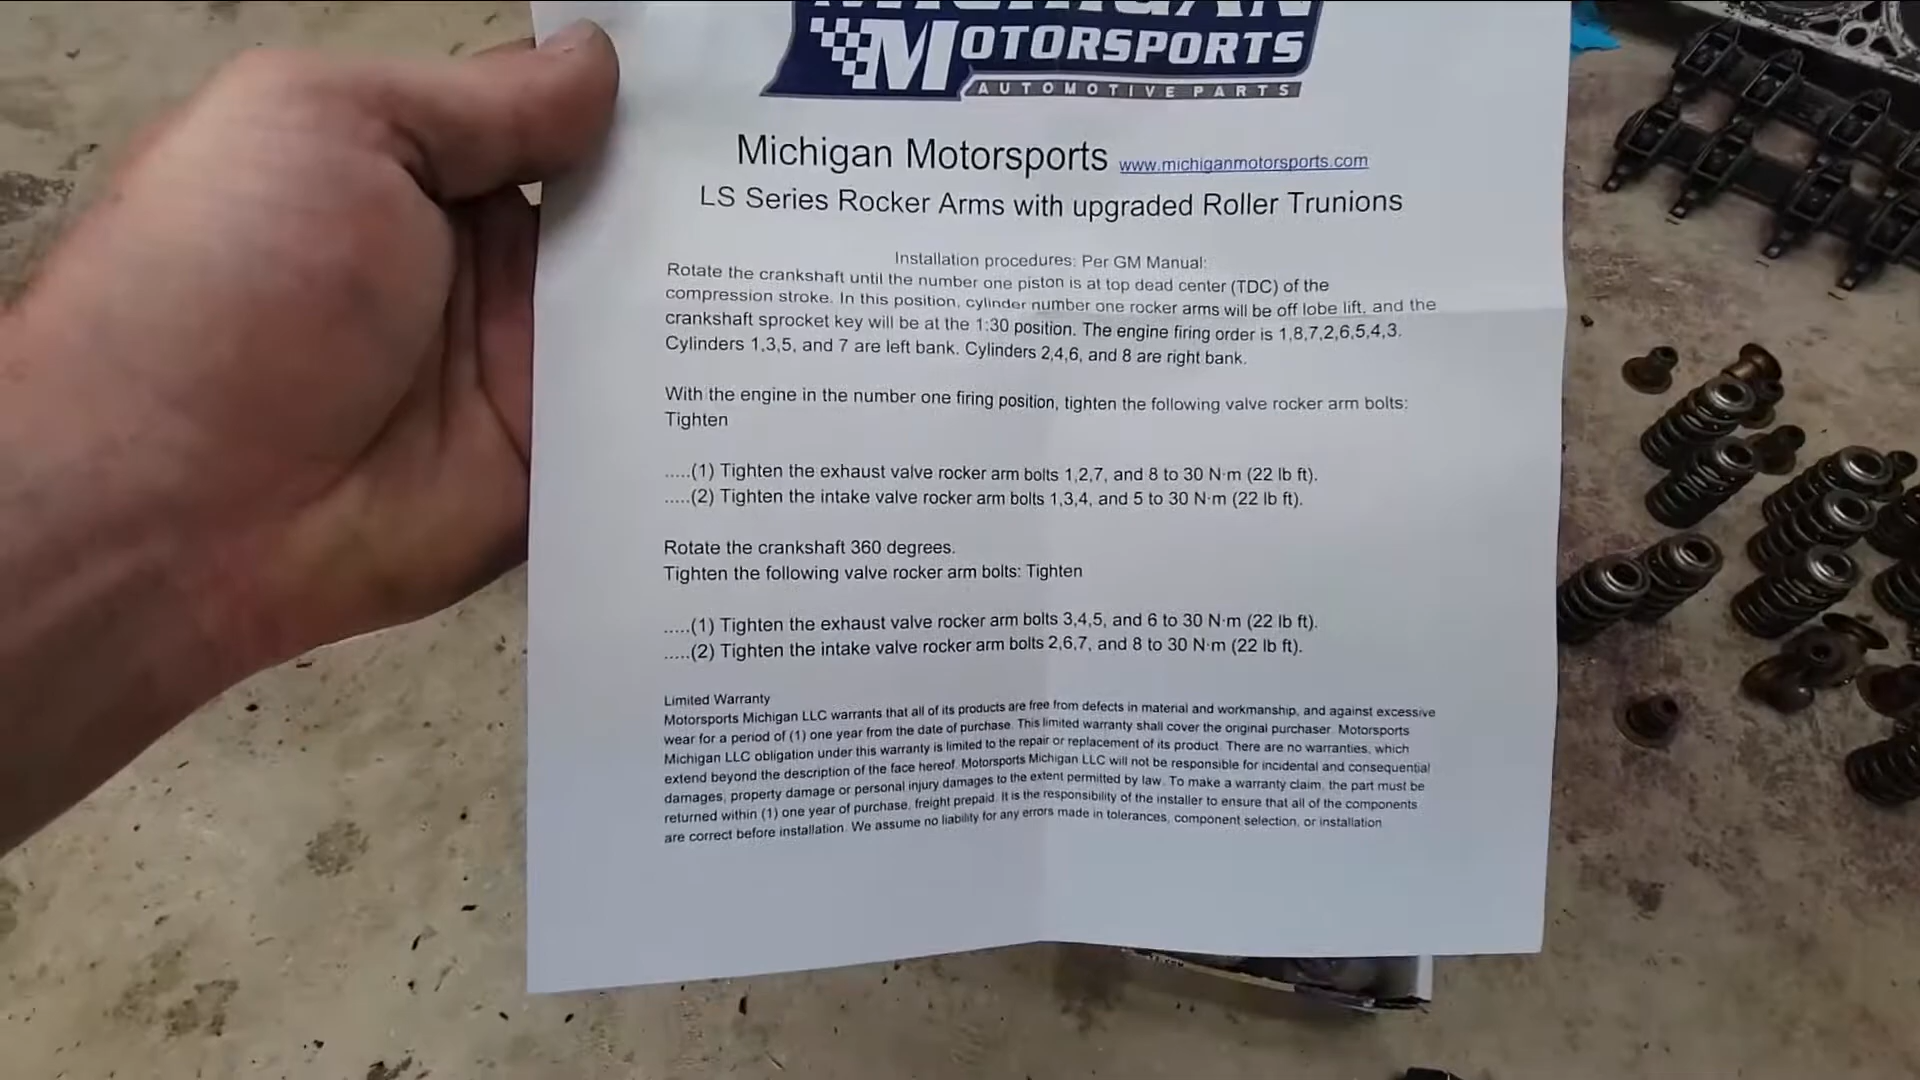 MICHIGAN
MOTORSPORTS
AUTOMOTIVE PARTS
Michigan Motorsports www.michiganmotorsports.com
LS Series Rocker Arms with upgraded Roller Trunions
Installation procedures: Per GM Manual:
Rotate the crankshaft until the number one piston is at top dead center (TDC) of the
compression stroke. In this position, cylinder number one rocker arms will be off lobe lift, and the
crankshaft sprocket key will be at the 1:30 position. The engine firing order is 1,8,7,2,6,5,4,3.
Cylinders 1,3,5, and 7 are left bank. Cylinders 2,4,6, and 8 are right bank.
With the engine in the number one firing position, tighten the following valve rocker arm bolts:
Tighten
.....(1) Tighten the exhaust valve rocker arm bolts 1,2,7, and 8 to 30 N·m (22 lb ft).
.....(2) Tighten the intake valve rocker arm bolts 1,3,4, and 5 to 30 N·m (22 lb ft).
Rotate the crankshaft 360 degrees.
Tighten the following valve rocker arm bolts: Tighten
.....(1) Tighten the exhaust valve rocker arm bolts 3,4,5, and 6 to 30 N·m (22 lb ft).
.....(2) Tighten the intake valve rocker arm bolts 2,6,7, and 8 to 30 N·m (22 lb ft).
Limited Warranty
Motorsports Michigan LLC warrants that all of its products are free from defects in material and workmanship, and against excessive
wear for a period of (1) one year from the date of purchase. This limited warranty shall cover the original purchaser. Motorsports
Michigan LLC obligation under this warranty is limited to the repair or replacement of its product. There are no warranties, which
extend beyond the description of the face hereof. Motorsports Michigan LLC will not be responsible for incidental and consequential
damages, property damage or personal injury damages to the extent permitted by law. To make a warranty claim, the part must be
returned within (1) one year of purchase, freight prepaid. It is the responsibility of the installer to ensure that all of the components
are correct before installation. We assume no liability for any errors made in tolerances, component selection, or installation